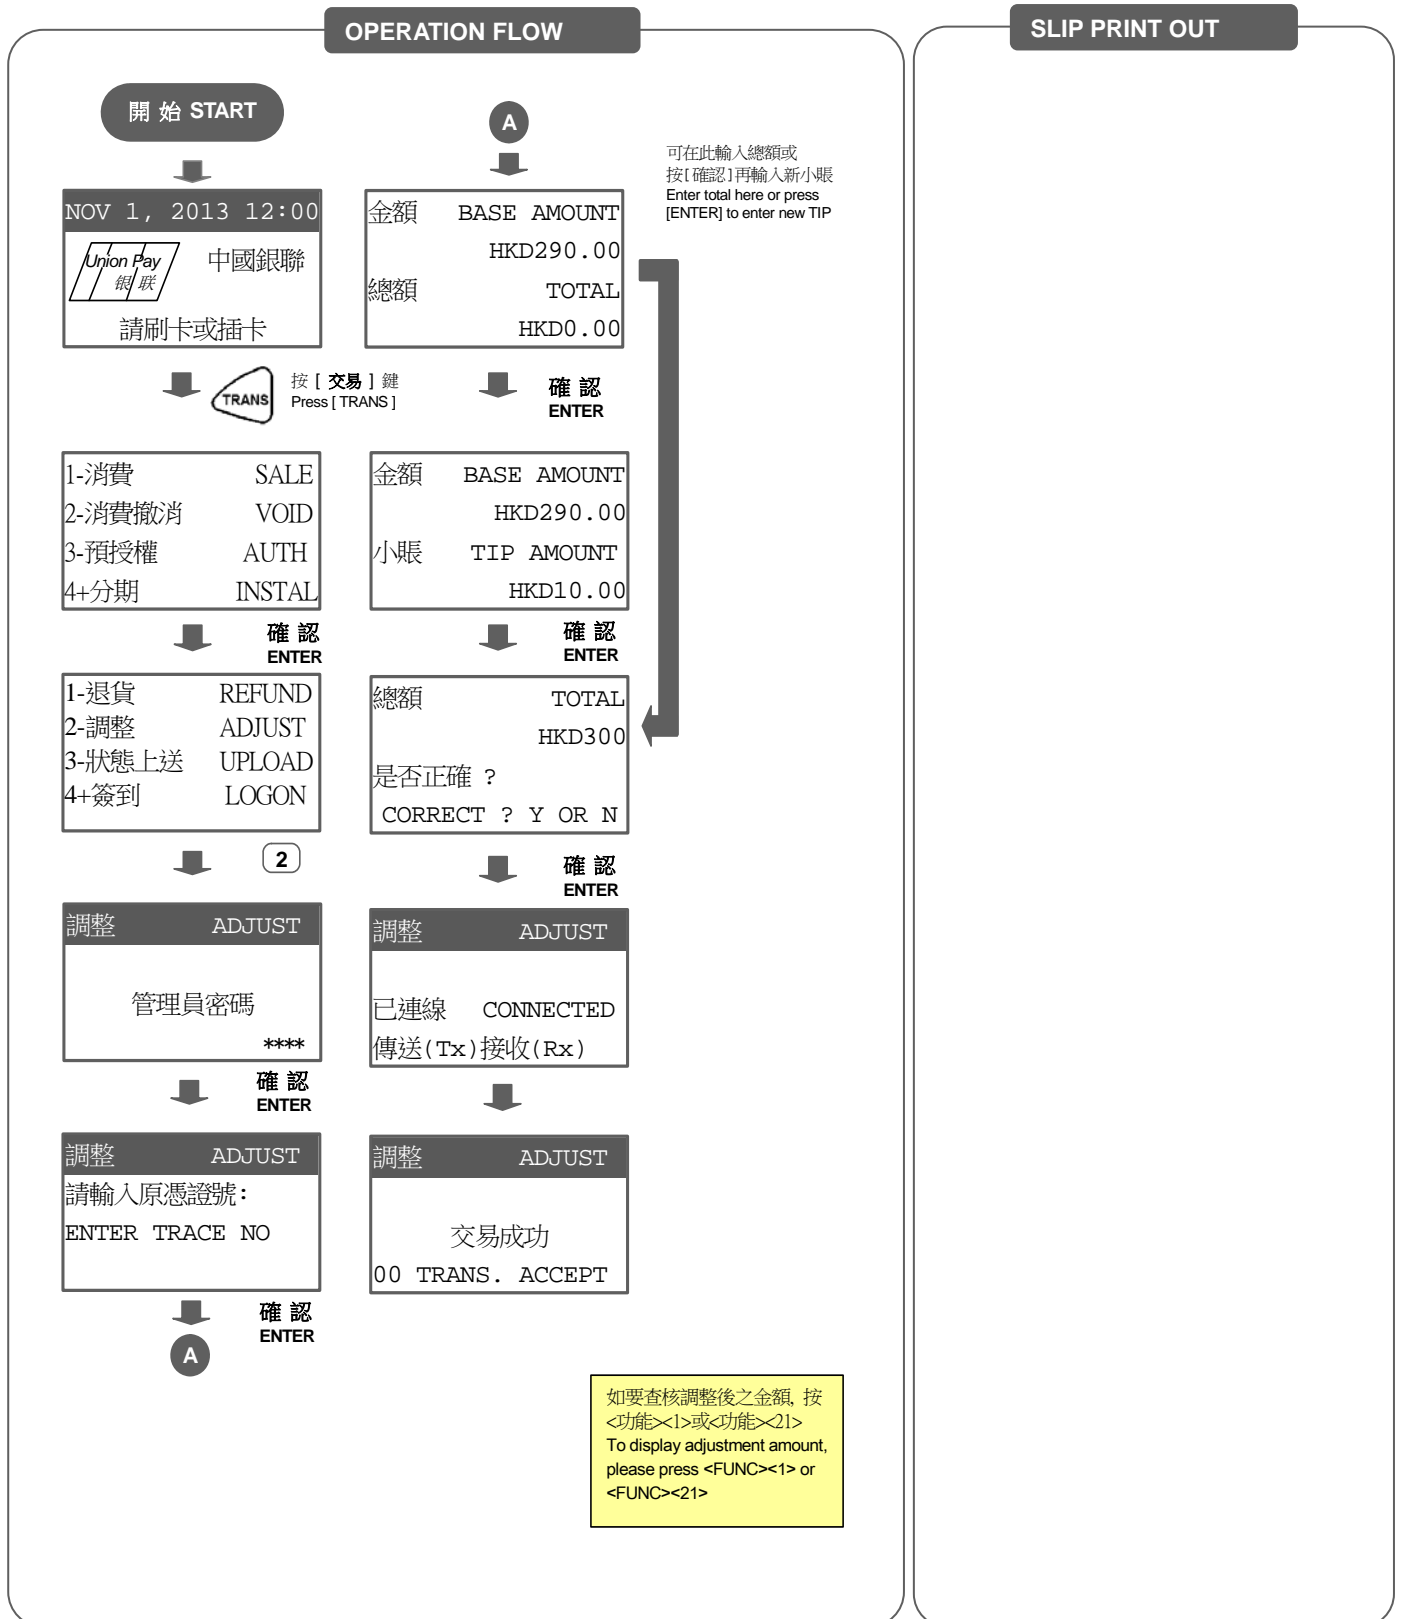 OPERATION FLOW
開 始 START
NOV 1, 2013 12:00
Union Pay
银联
中國銀聯
請刷卡或插卡
TRANS
按 [ 交易 ] 鍵
Press [ TRANS ]
1-消費 SALE
2-消費撤消 VOID
3-預授權 AUTH
4+分期 INSTAL
確 認
ENTER
1-退貨 REFUND
2-調整 ADJUST
3-狀態上送 UPLOAD
4+簽到 LOGON
2
調整 ADJUST
管理員密碼
****
確 認
ENTER
調整 ADJUST
請輸入原憑證號:
ENTER TRACE NO
確 認
ENTER
A
A
可在此輸入總額或
按[ 確認 ]再輸入新小賬
Enter total here or press
[ENTER] to enter new TIP
金額 BASE AMOUNT
HKD290.00
總額 TOTAL
HKD0.00
確 認
ENTER
金額 BASE AMOUNT
HKD290.00
小賬 TIP AMOUNT
HKD10.00
確 認
ENTER
總額 TOTAL
HKD300
是否正確 ?
CORRECT ? Y OR N
確 認
ENTER
調整 ADJUST
已連線 CONNECTED
傳送(Tx)接收(Rx)
調整 ADJUST
交易成功
00 TRANS. ACCEPT
如要查核調整後之金額, 按
<功能><1>或<功能><21>
To display adjustment amount,
please press <FUNC><1> or
<FUNC><21>
SLIP PRINT OUT